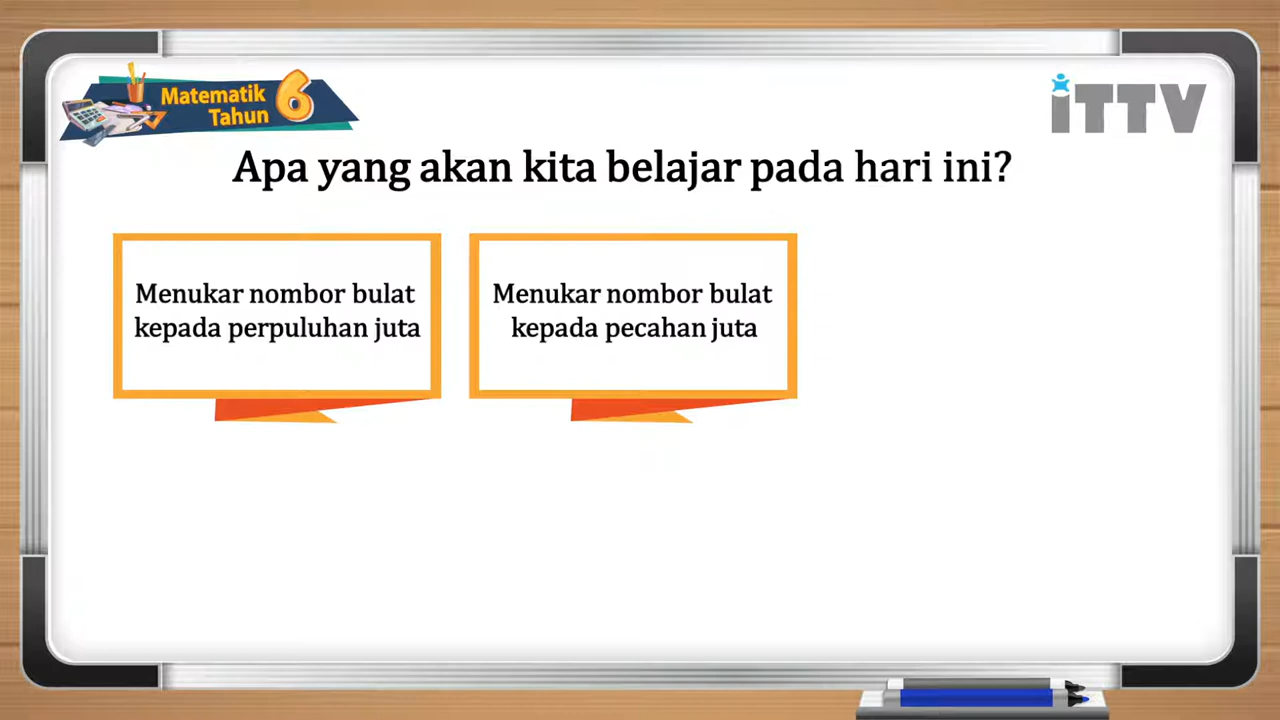 Matematik
Tahun 6
iTTV
Apa yang akan kita belajar pada hari ini?
Menukar nombor bulat
kepada perpuluhan juta
Menukar nombor bulat
kepada pecahan juta